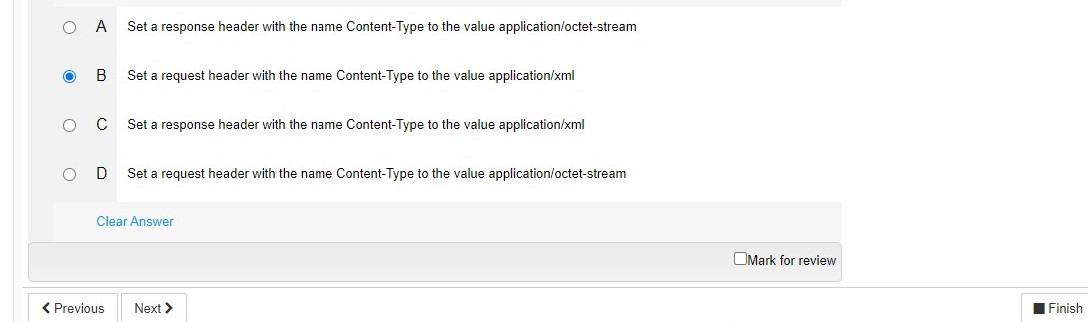 A Set a response header with the name Content-Type to the value application/octet-stream
B Set a request header with the name Content-Type to the value application/xml
C Set a response header with the name Content-Type to the value application/xml
D Set a request header with the name Content-Type to the value application/octet-stream
Clear Answer
Mark for review
Previous Next Finish